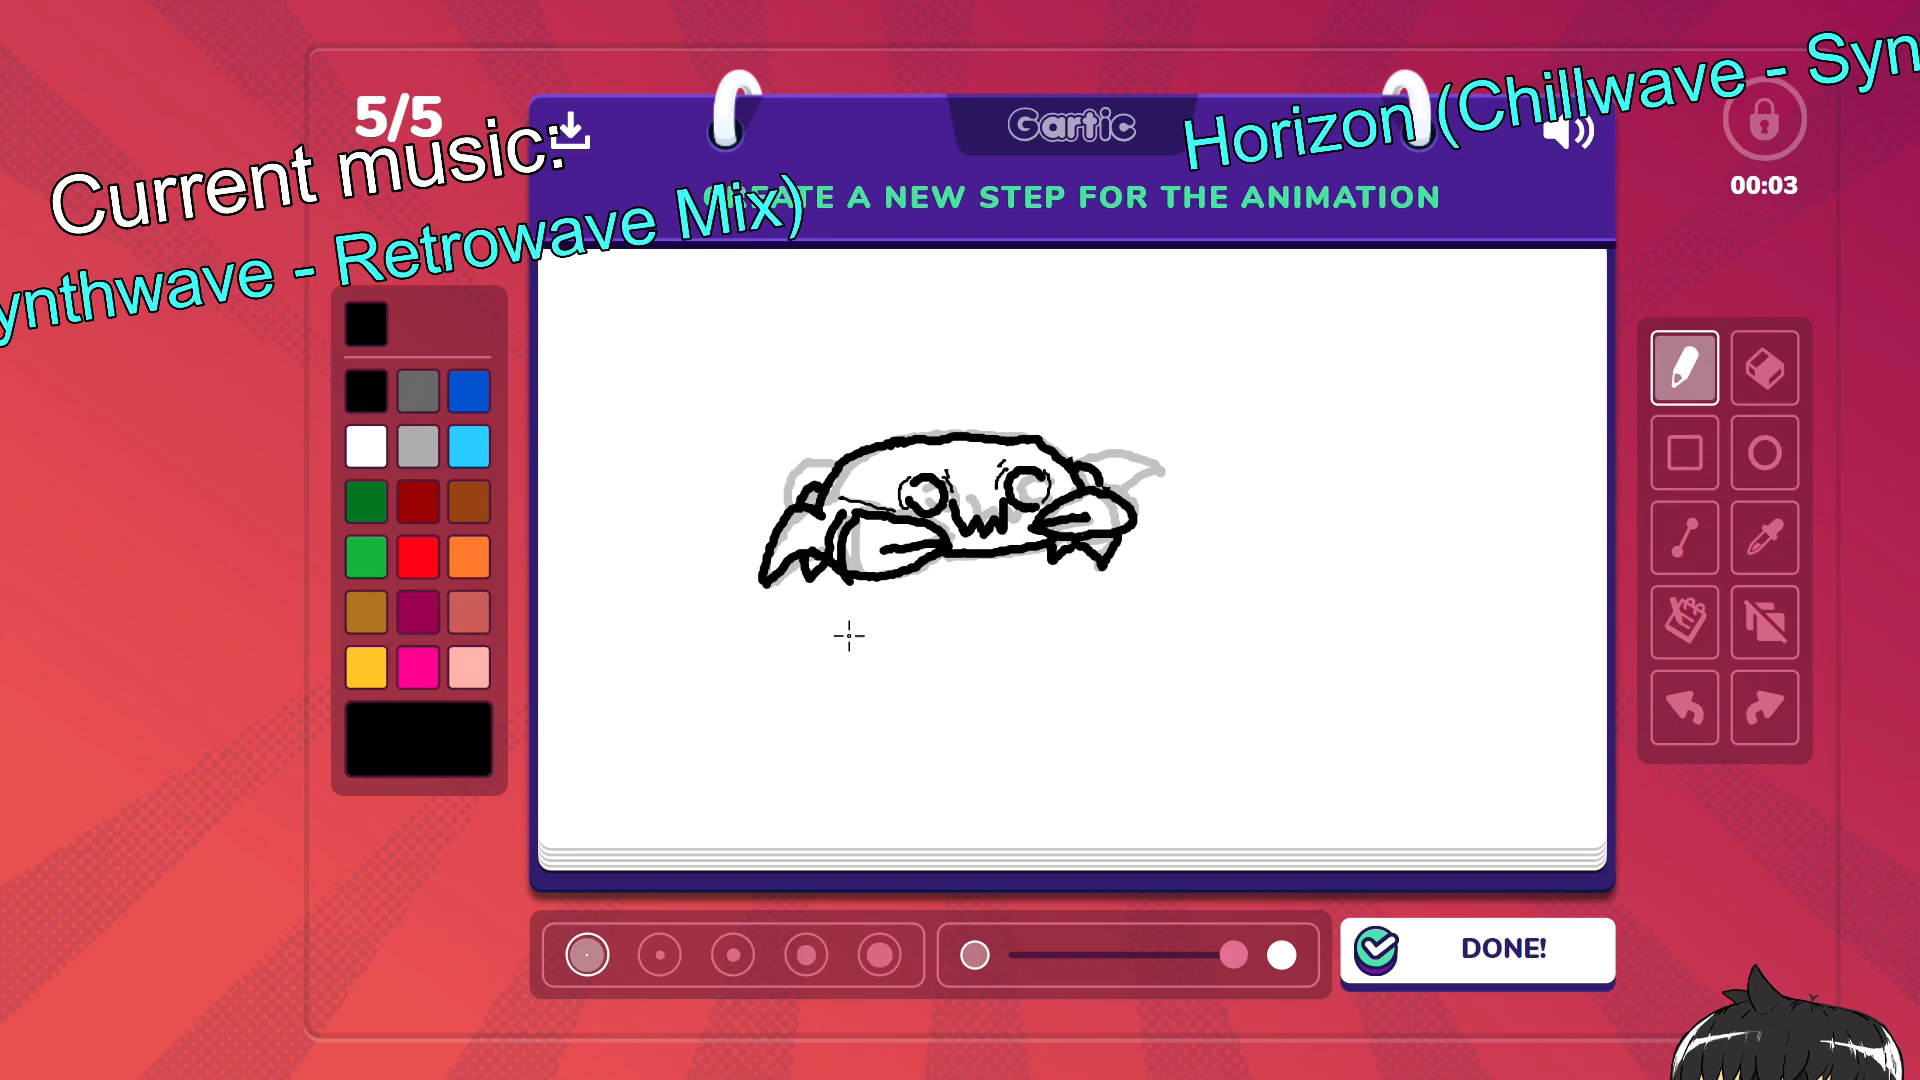 5/5
Current music:
Horizon (Chillwave - Syn
ynthwave - Retrowave Mix)
Gartic
CREATE A NEW STEP FOR THE ANIMATION
00:03
DONE!